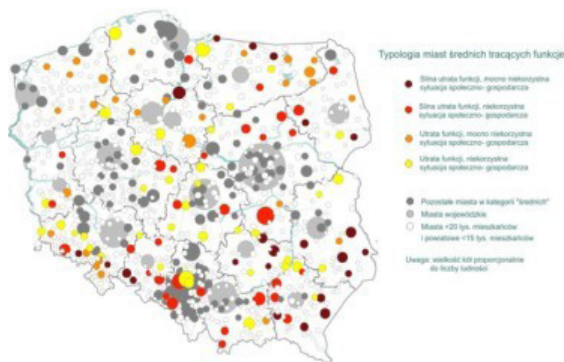 Typologia miast średnich tracących funkcje
Silna utrata funkcji, mocno niekorzystna
sytuacja społeczno- gospodarcza
Silna utrata funkcji, niekorzystna
sytuacja społeczno- gospodarcza
Utrata funkcji, mocno niekorzystna
sytuacja społeczno- gospodarcza
Utrata funkcji, niekorzystna
sytuacja społeczno- gospodarcza
Pozostałe miasta w kategorii "średnich"
Miasta wojewódzkie
Miasta <20 tys. mieszkańców
i powiatowe <15 tys. mieszkańców
Uwaga: wielkość kół proporcjonalnie
do liczby ludności